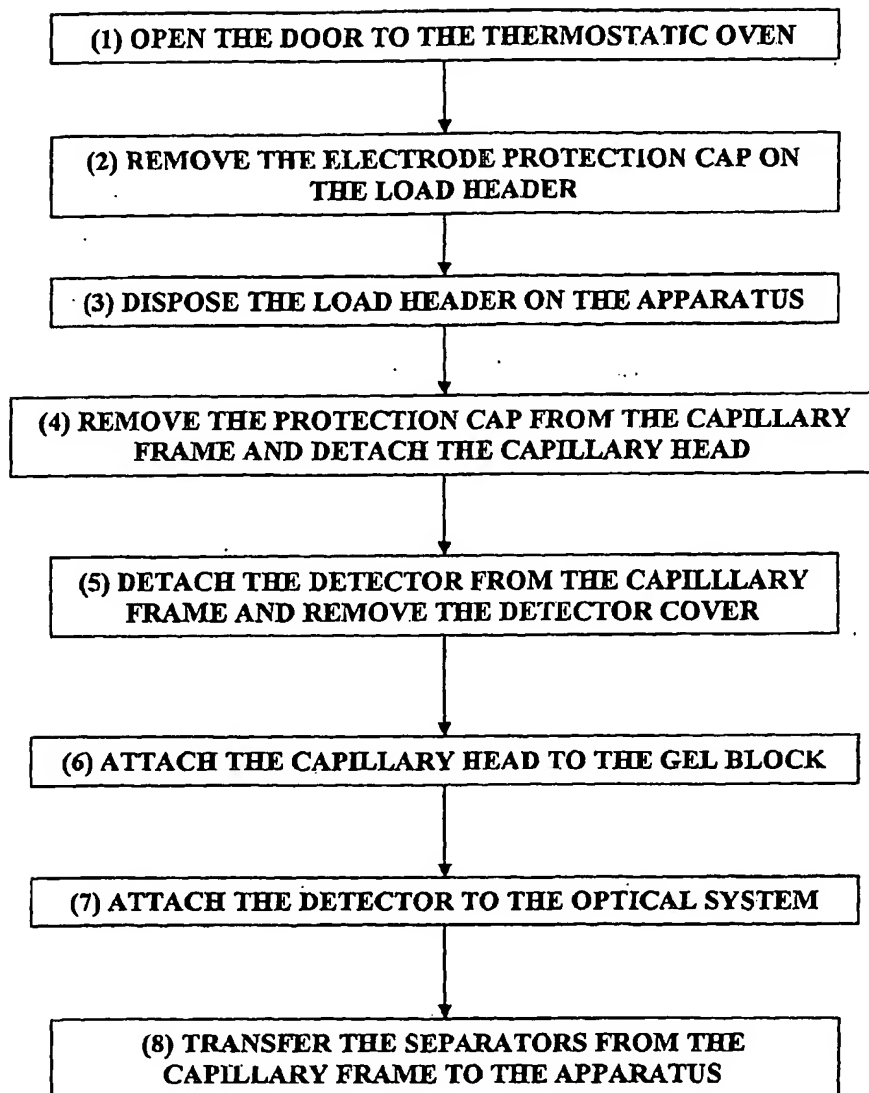 (1) OPEN THE DOOR TO THE THERMOSTATIC OVEN
(2) REMOVE THE ELECTRODE PROTECTION CAP ON
THE LOAD HEADER
(3) DISPOSE THE LOAD HEADER ON THE APPARATUS
(4) REMOVE THE PROTECTION CAP FROM THE CAPILLARY
FRAME AND DETACH THE CAPILLARY HEAD
(5) DETACH THE DETECTOR FROM THE CAPILLLARY
FRAME AND REMOVE THE DETECTOR COVER
(6) ATTACH THE CAPILLARY HEAD TO THE GEL BLOCK
(7) ATTACH THE DETECTOR TO THE OPTICAL SYSTEM
(8) TRANSFER THE SEPARATORS FROM THE
CAPILLARY FRAME TO THE APPARATUS